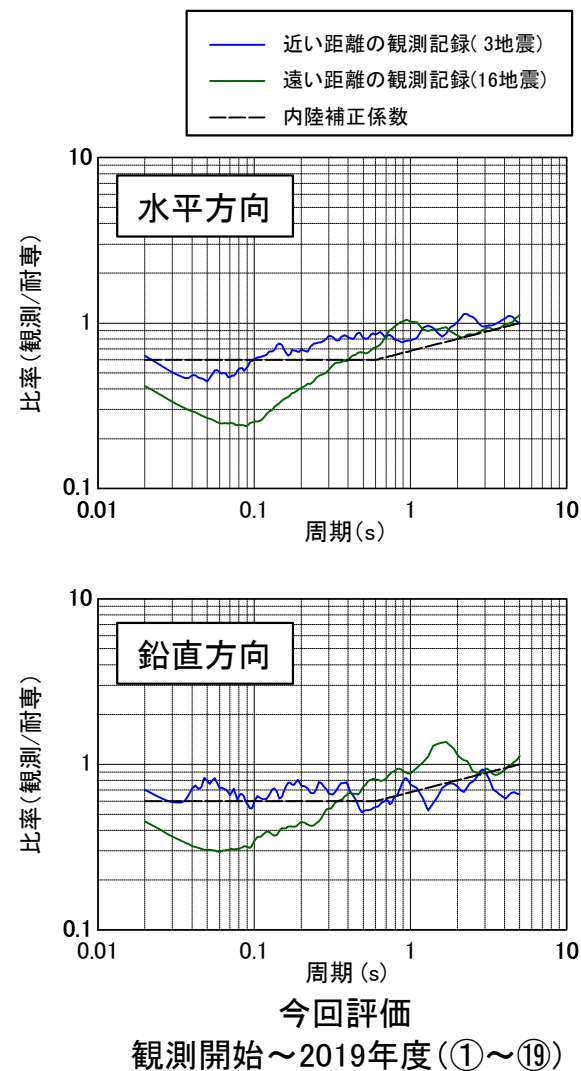 近い距離の観測記録( 3地震)
遠い距離の観測記録(16地震)
内陸補正係数
10
水平方向
比率(観測/耐専)
1
0.1
0.01
0.1
1
10
周期(s)
10
鉛直方向
比率(観測/耐専)
1
0.1
0.01
0.1
1
10
周期(s)
今回評価
観測開始～2019年度(①～⑲)